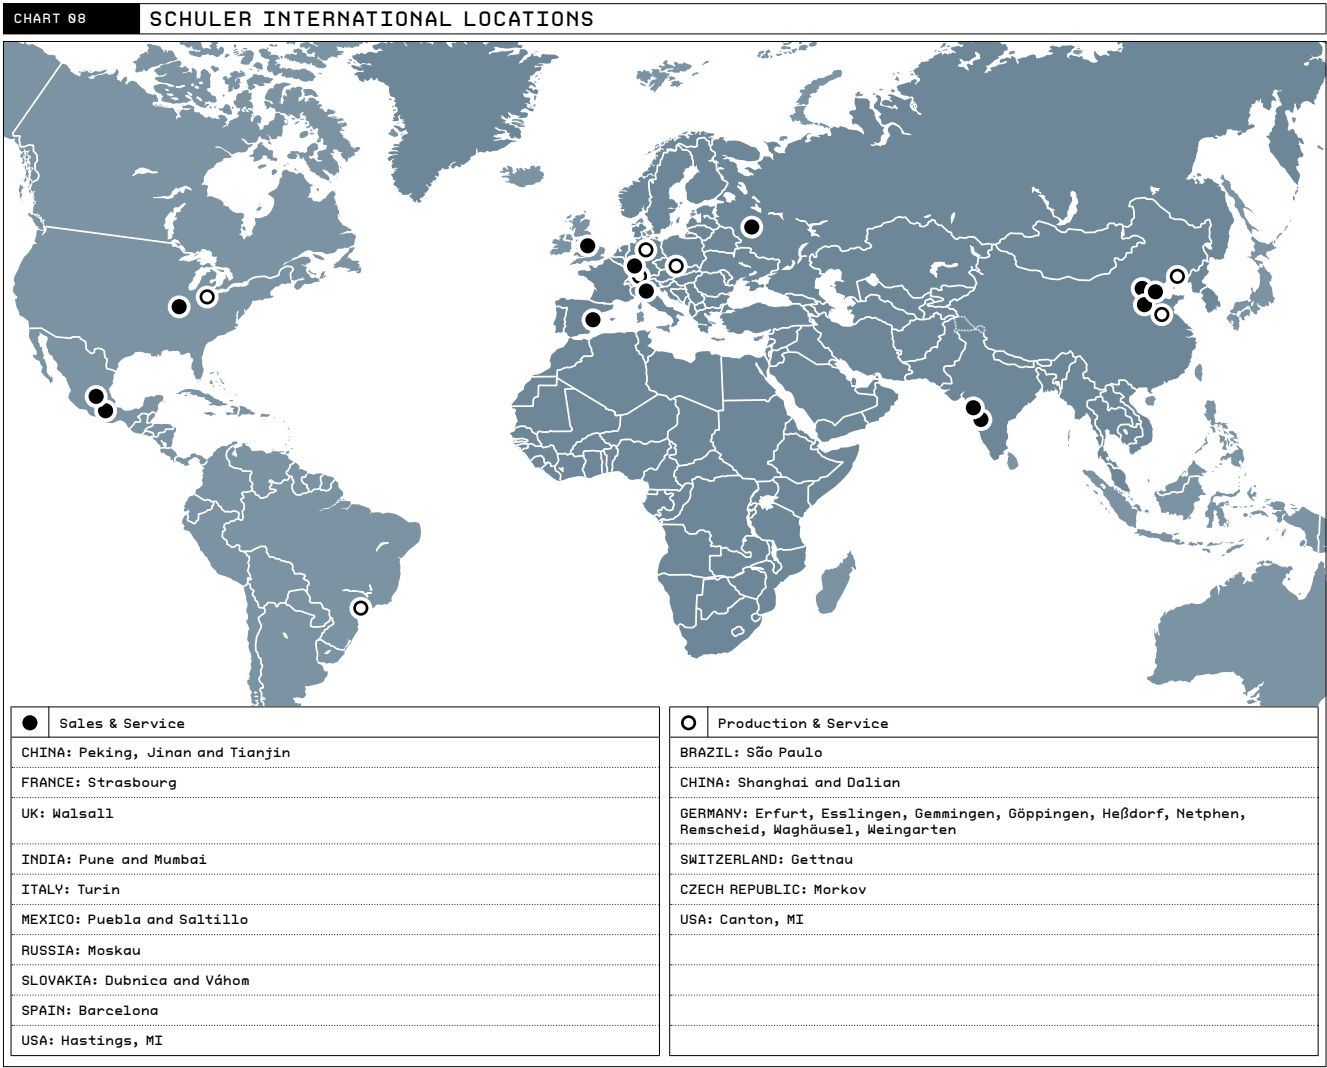 CHART 08
SCHULER INTERNATIONAL LOCATIONS
Sales & Service
CHINA: Peking, Jinan and Tianjin
FRANCE: Strasbourg
UK: Walsall
INDIA: Pune and Mumbai
ITALY: Turin
MEXICO: Puebla and Saltillo
RUSSIA: Moskau
SLOVAKIA: Dubnica and Váhom
SPAIN: Barcelona
USA: Hastings, MI
Production & Service
BRAZIL: São Paulo
CHINA: Shanghai and Dalian
GERMANY: Erfurt, Esslingen, Gemmingen, Göppingen, Heßdorf, Netphen,
Remscheid, Waghäusel, Weingarten
SWITZERLAND: Gettnau
CZECH REPUBLIC: Morkov
USA: Canton, MI